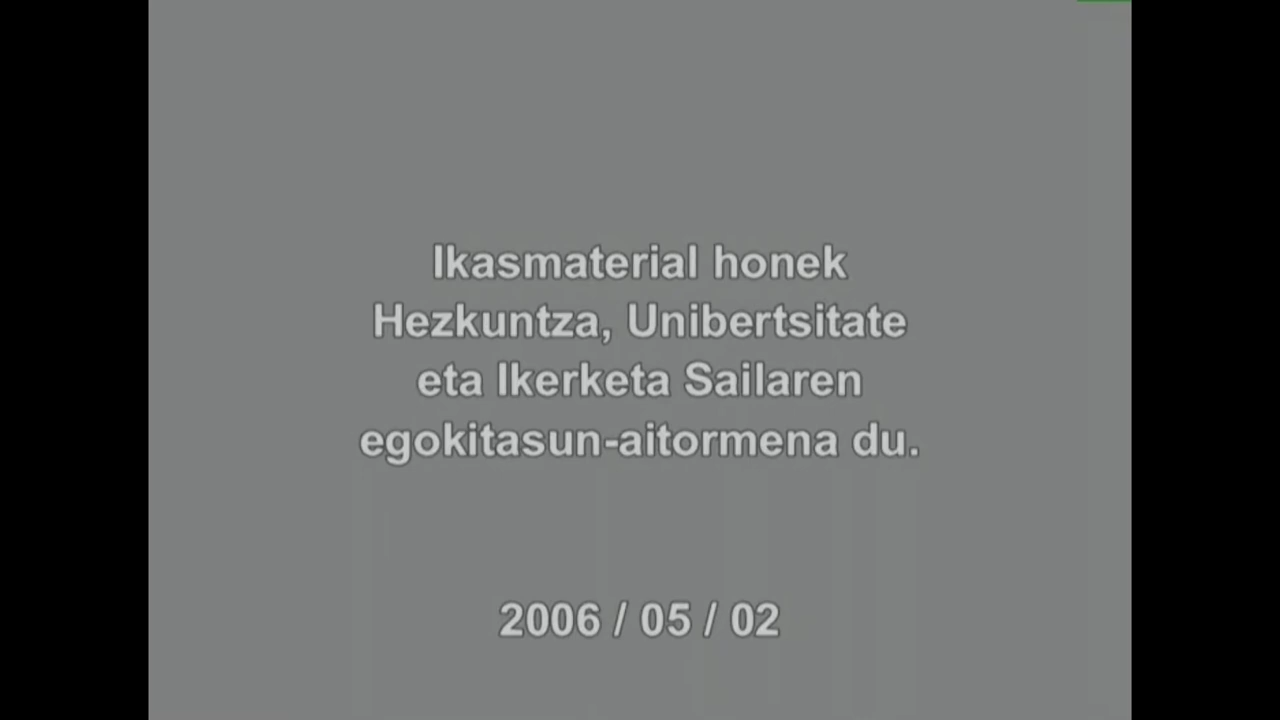 Ikasmaterial honek
Hezkuntza, Unibertsitate
eta Ikerketa Sailaren
egokitasun-aitormena du.
2006 / 05 / 02